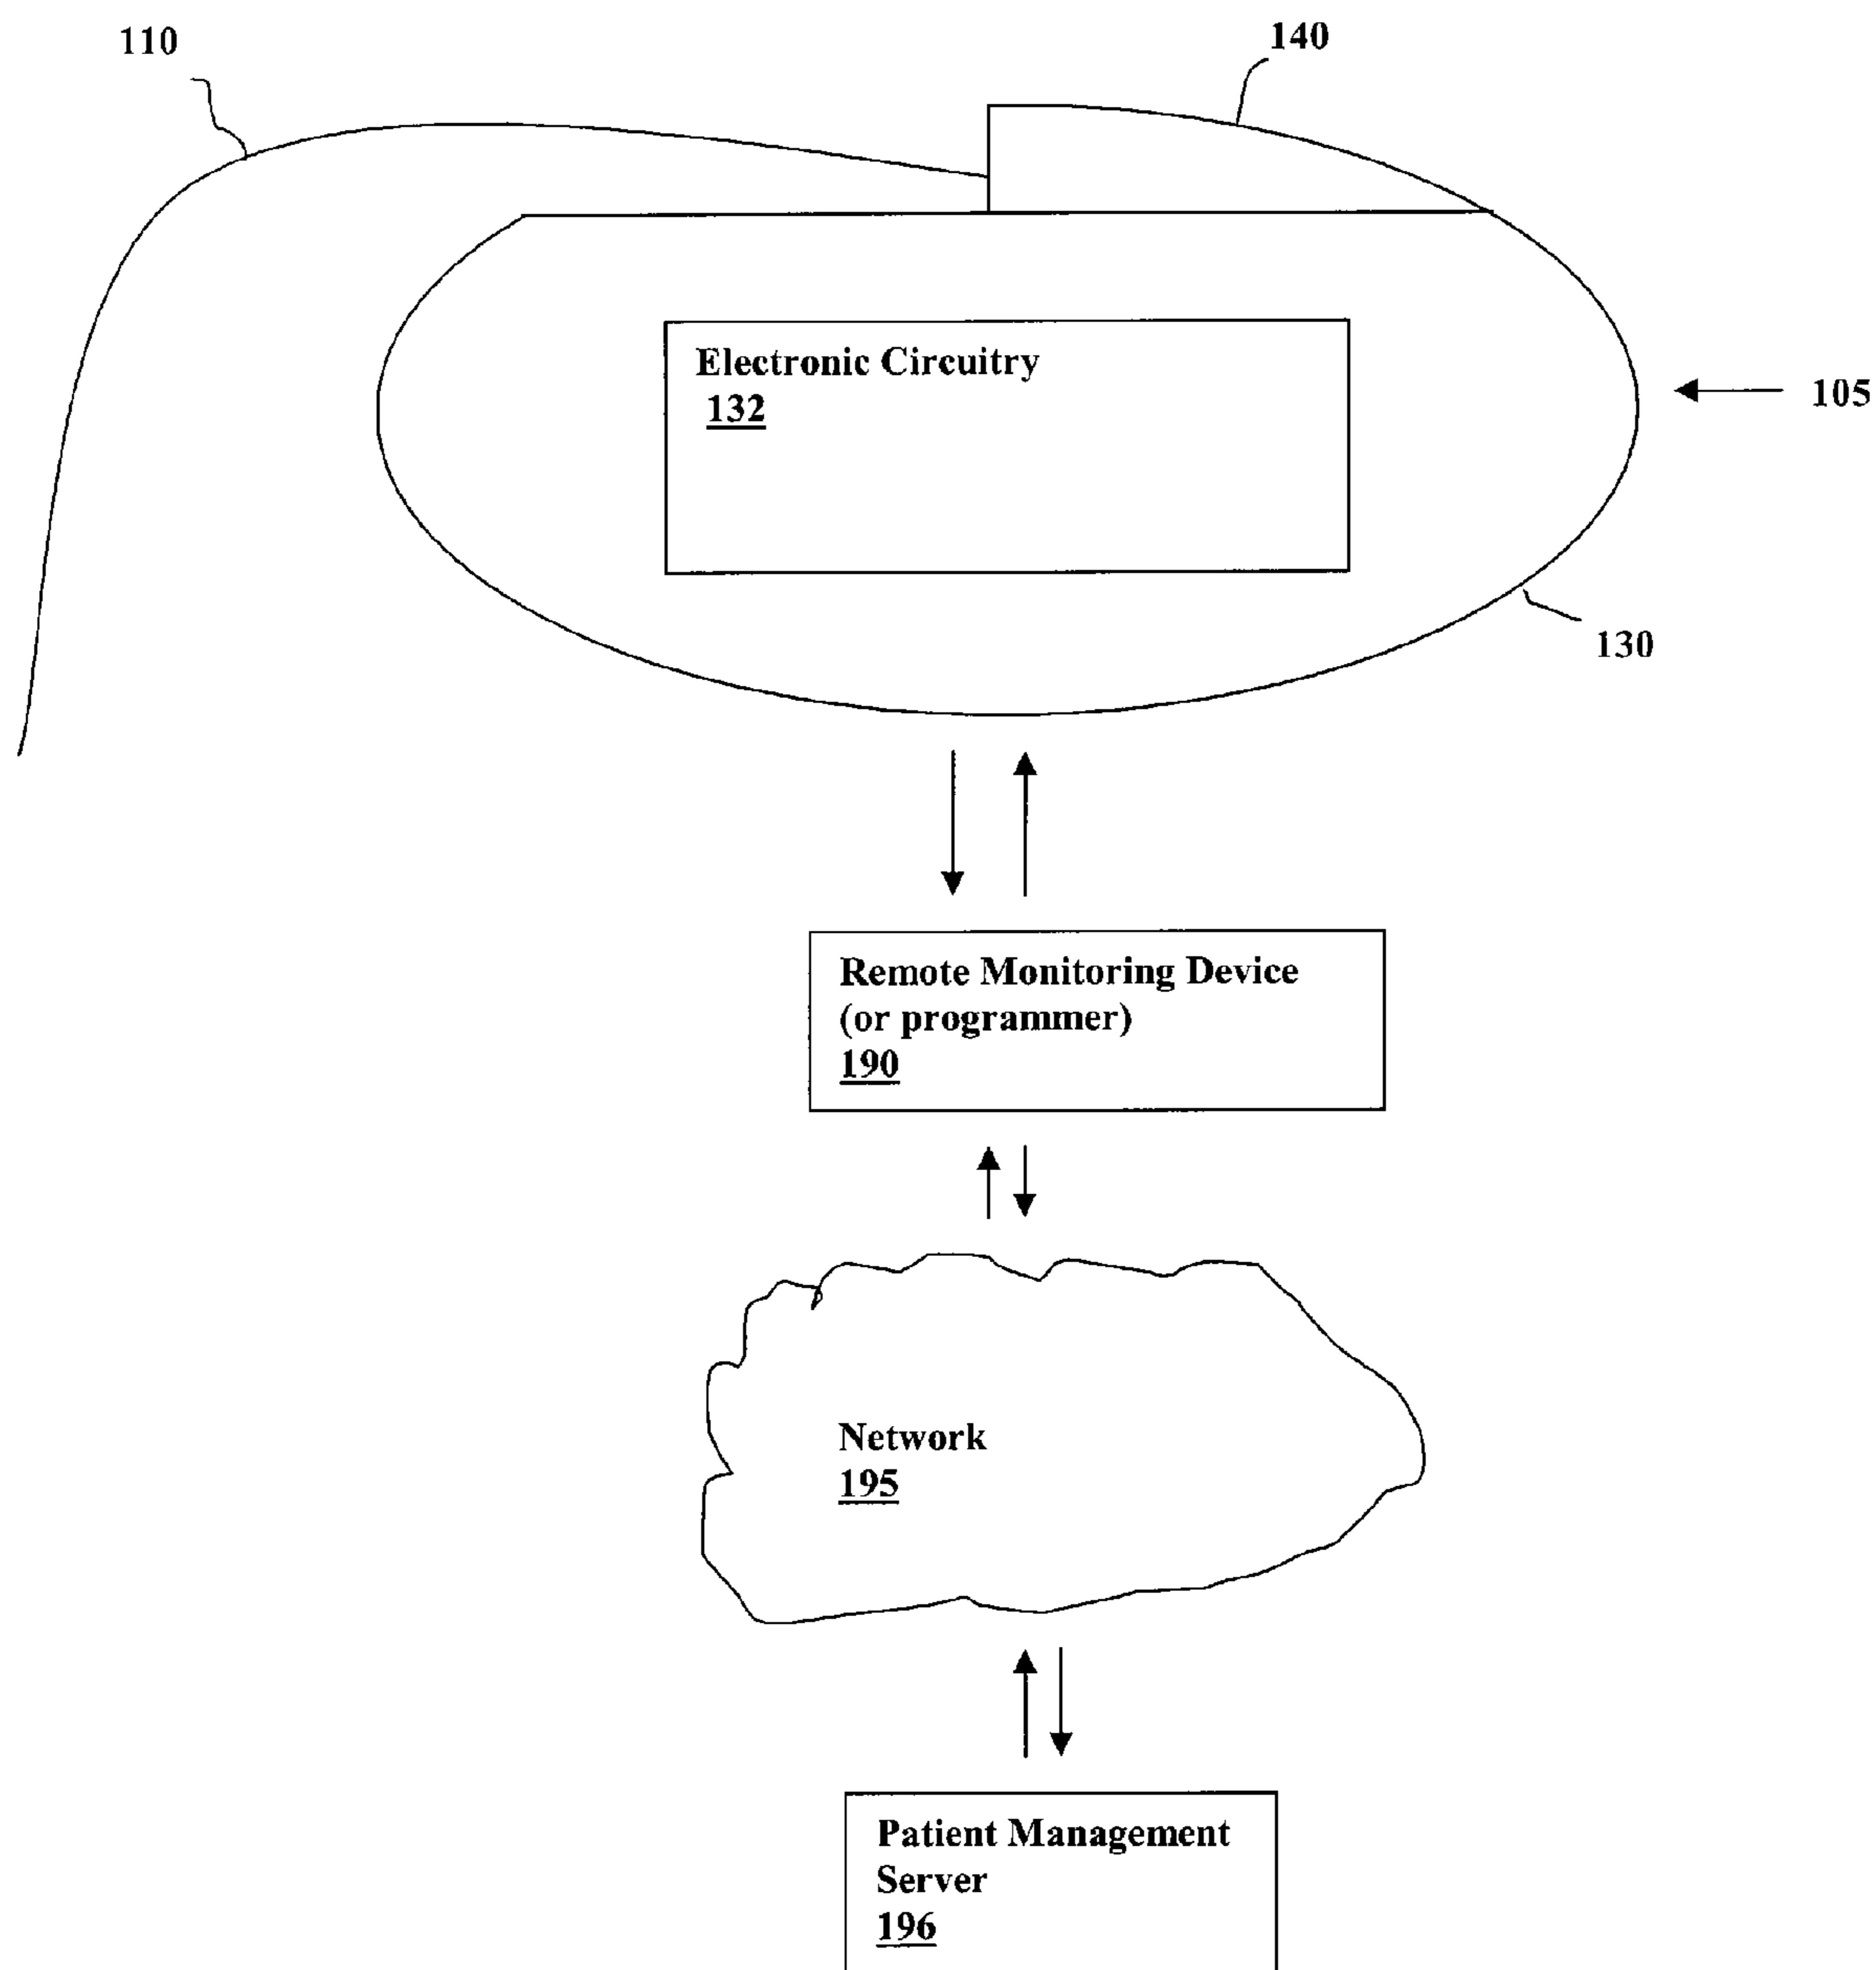 110
140
Electronic Circuitry
132
105
130
Remote Monitoring Device
(or programmer)
190
Network
195
Patient Management
Server
196